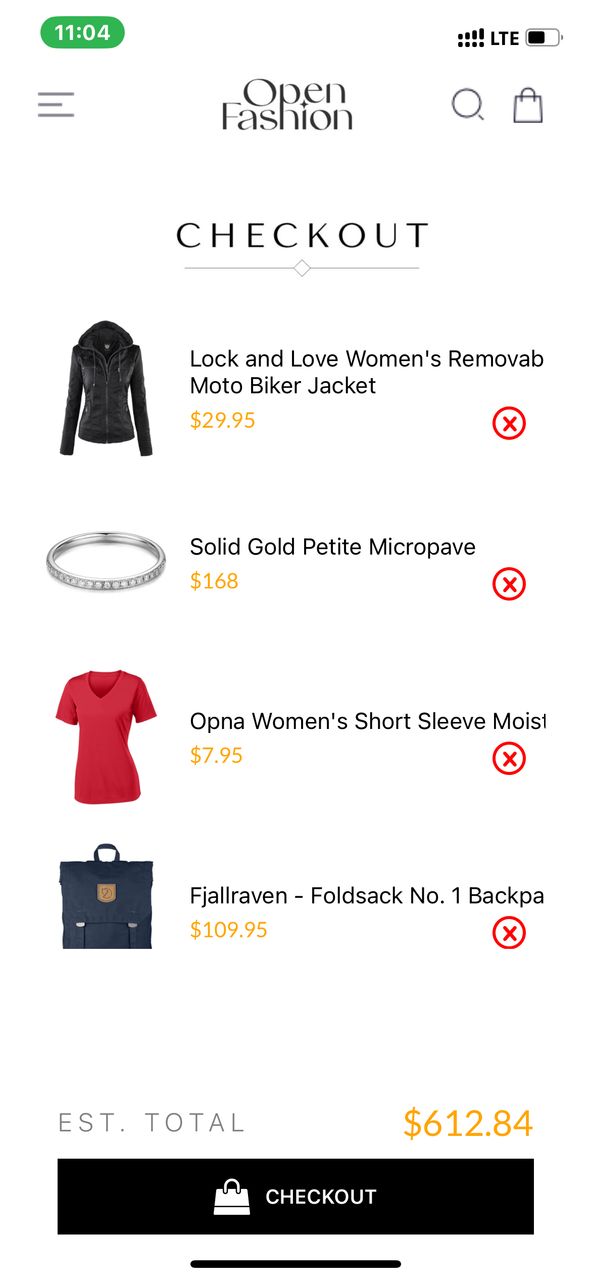 11:04
LTE
Open
Fashion
CHECKOUT
Lock and Love Women's Removab
Moto Biker Jacket
$29.95
Solid Gold Petite Micropave
$168
Opna Women's Short Sleeve Moist
$7.95
Fjallraven - Foldsack No. 1 Backpa
$109.95
EST. TOTAL
$612.84
CHECKOUT